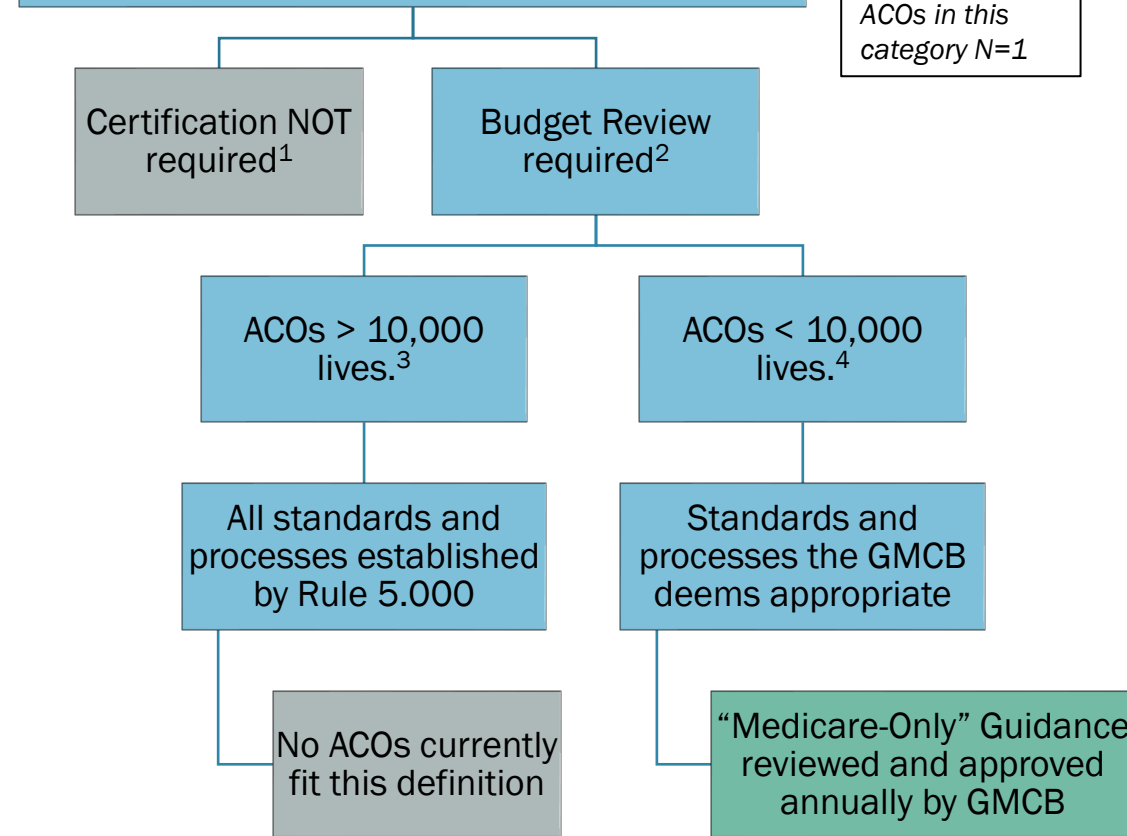 ACOs in this
category N=1
Certification NOT
required¹
Budget Review
required²
ACOs > 10,000
lives.³
ACOs < 10,000
lives.⁴
All standards and
processes established
by Rule 5.000
Standards and
processes the GMCB
deems appropriate
No ACOs currently
fit this definition
“Medicare-Only” Guidance
reviewed and approved
annually by GMCB